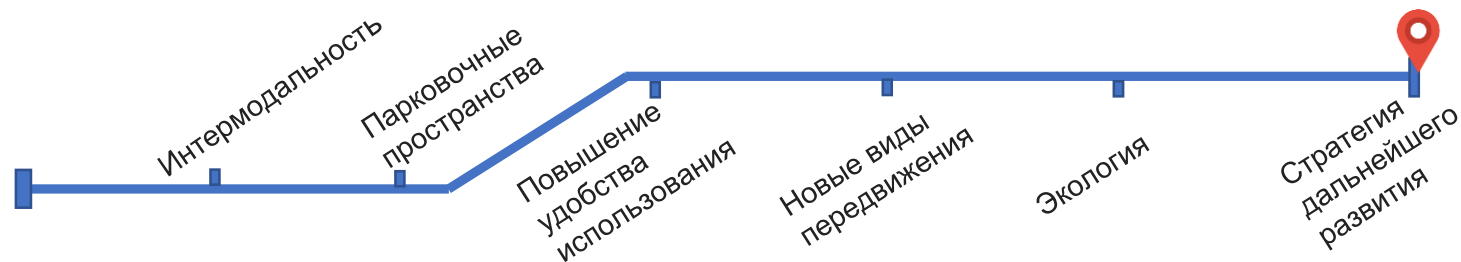 Интермодальность
Парковочные
пространства
Повышение
удобства
использования
Новые виды
передвижения
Экология
Стратегия
дальнейшего
развития